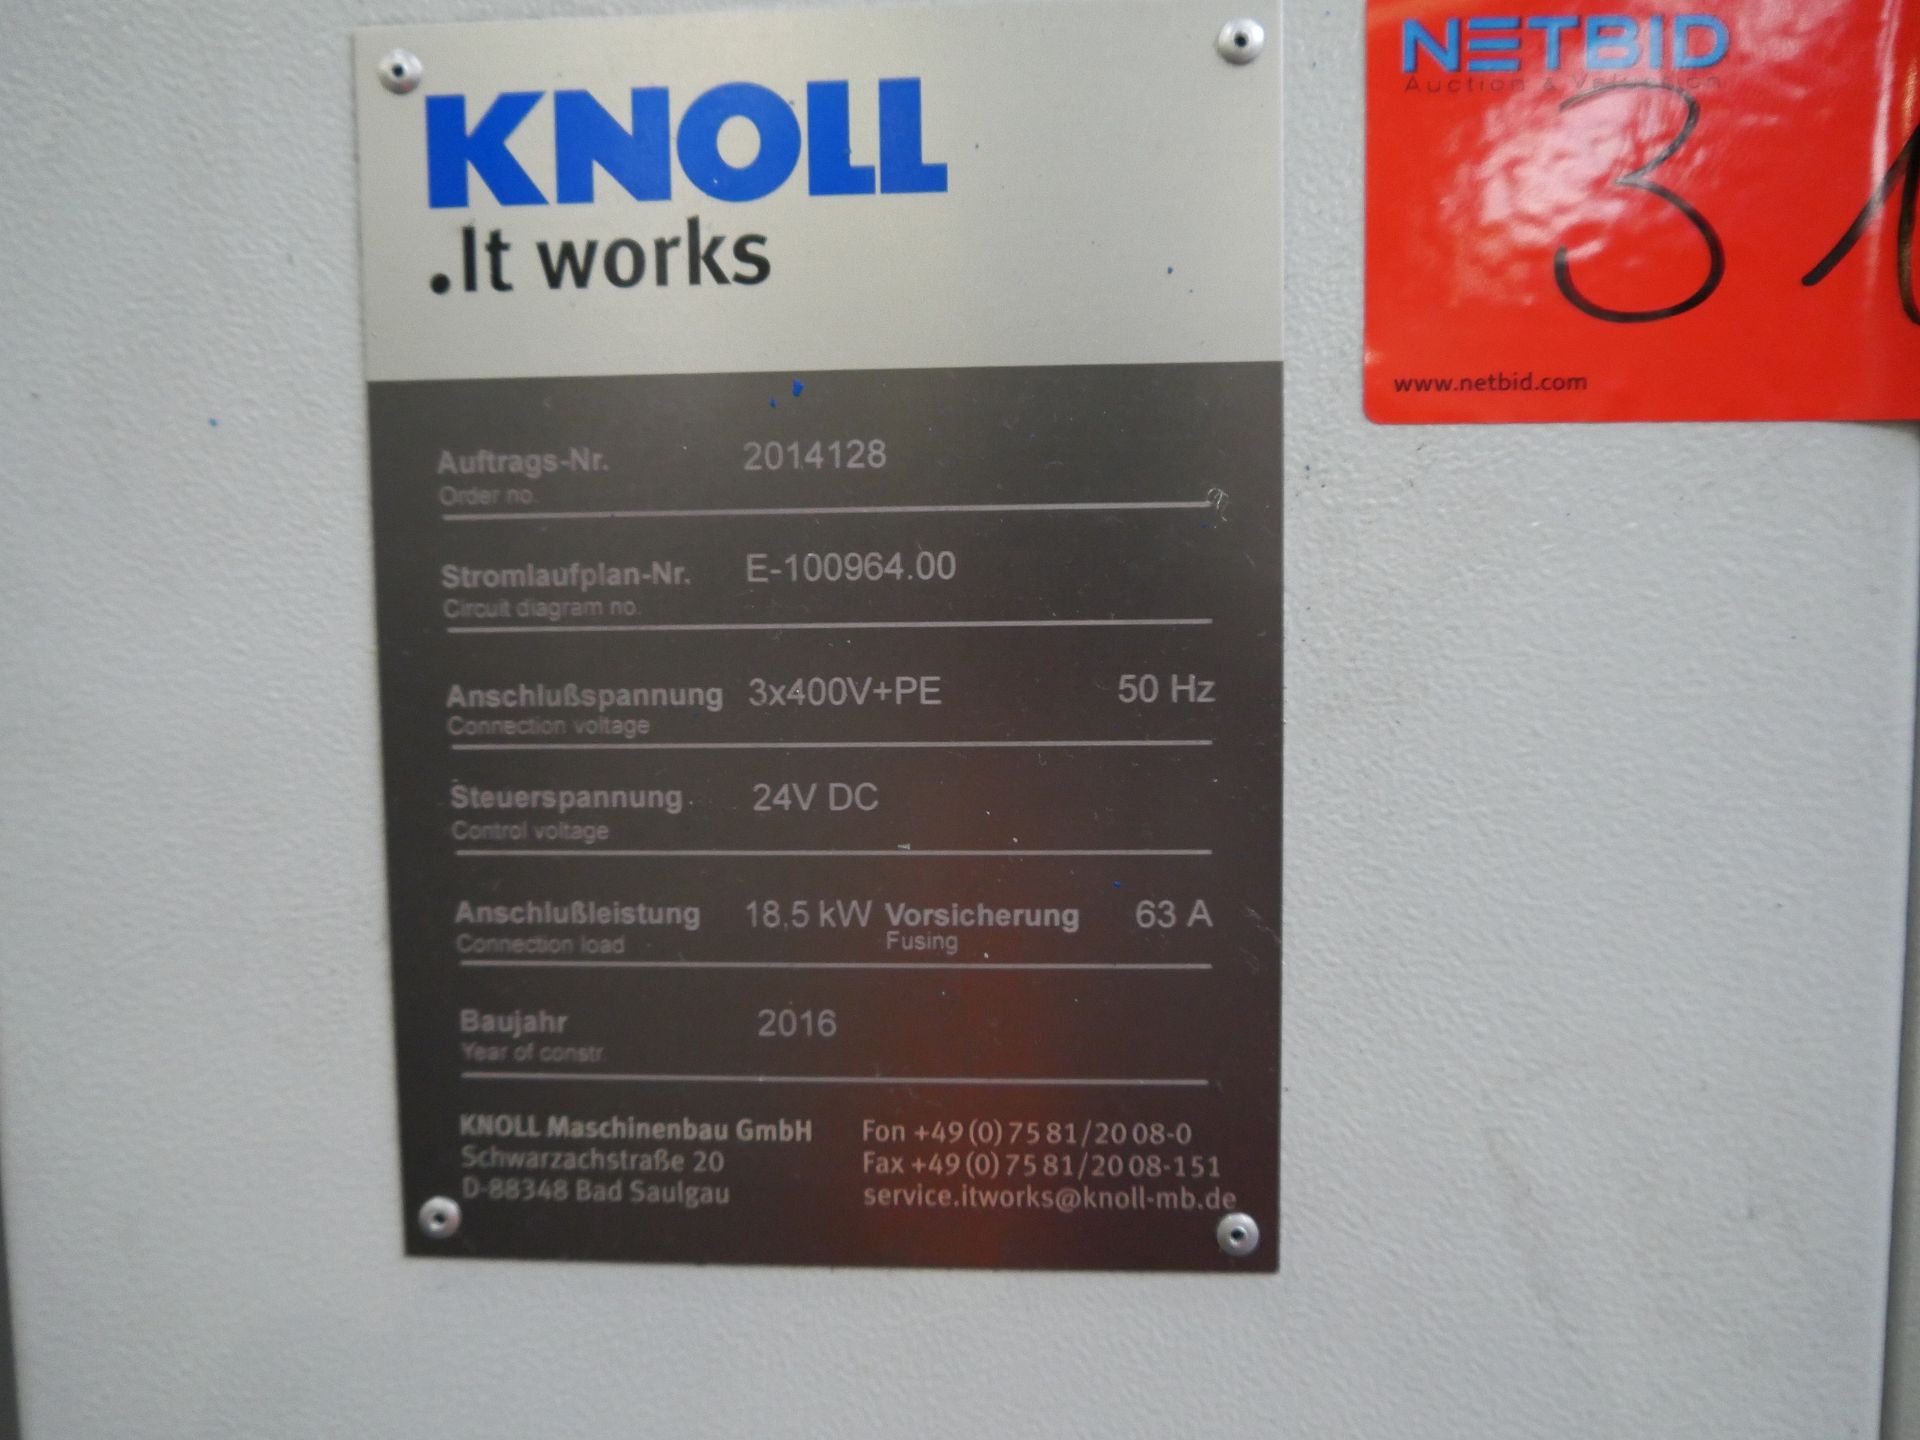 KNOLL
.It works
Auftrags-Nr. 2014128
Order no.
Stromlaufplan-Nr. E-100964.00
Circuit diagram no.
Anschlußspannung 3x400V+PE 50 Hz
Connection voltage
Steuerspannung 24V DC
Control voltage
Anschlußleistung 18,5 kW Vorsicherung 63 A
Connection load Fusing
Baujahr 2016
Year of constr.
KNOLL Maschinenbau GmbH
Schwarzachstraße 20
D-88348 Bad Saulgau
Fon +49 (0) 75 81/20 08-0
Fax +49 (0) 75 81/20 08-151
service.itworks@knoll-mb.de
NETBID
Auction & Valuation
31
www.netbid.com